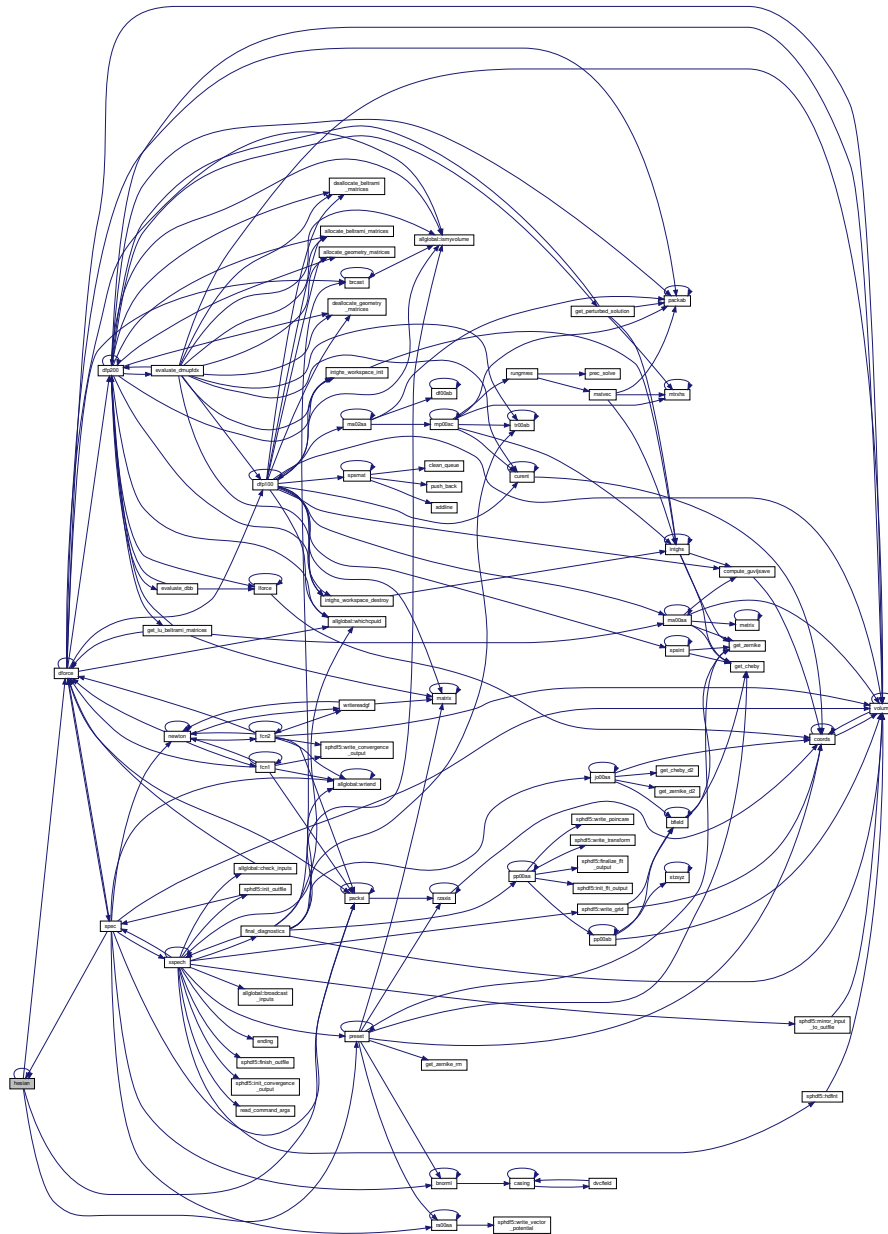 deallocate_beltrami
_matrices
allocate_beltrami_matrices
allglobal::ismyvolume
allocate_geometry_matrices
brcast
packab
deallocate_geometry
_matrices
get_perturbed_solution
dfp200
evaluate_dmupfdx
intghs_workspace_init
rungmres
prec_solve
df00ab
matvec
mtrxhs
ma02aa
mp00ac
tr00ab
clean_queue
spsmat
curent
dfp100
push_back
addline
intghs
compute_guvijsave
evaluate_dbb
lforce
intghs_workspace_destroy
allglobal::whichcpuid
ma00aa
matrix
get_lu_beltrami_matrices
get_zernike
spsint
get_cheby
dforce
matrix
writereadgf
volume
newton
fcn2
coords
sphdf5::write_convergence
_output
fcn1
get_cheby_d2
jo00aa
allglobal::wrtend
get_zernike_d2
sphdf5::write_poincare
bfield
sphdf5::write_transform
allglobal::check_inputs
sphdf5::finalize_flt
_output
stzxyz
pp00aa
sphdf5::init_outfile
sphdf5::init_flt_output
packxi
rzaxis
sphdf5::write_grid
spec
final_diagnostics
pp00ab
xspech
allglobal::broadcast
_inputs
sphdf5::mirror_input
_to_outfile
ending
preset
get_zernike_rm
sphdf5::finish_outfile
hesian
sphdf5::init_convergence
_output
sphdf5::hdfint
read_command_args
bnorml
casing
dvcfield
ra00aa
sphdf5::write_vector
_potential